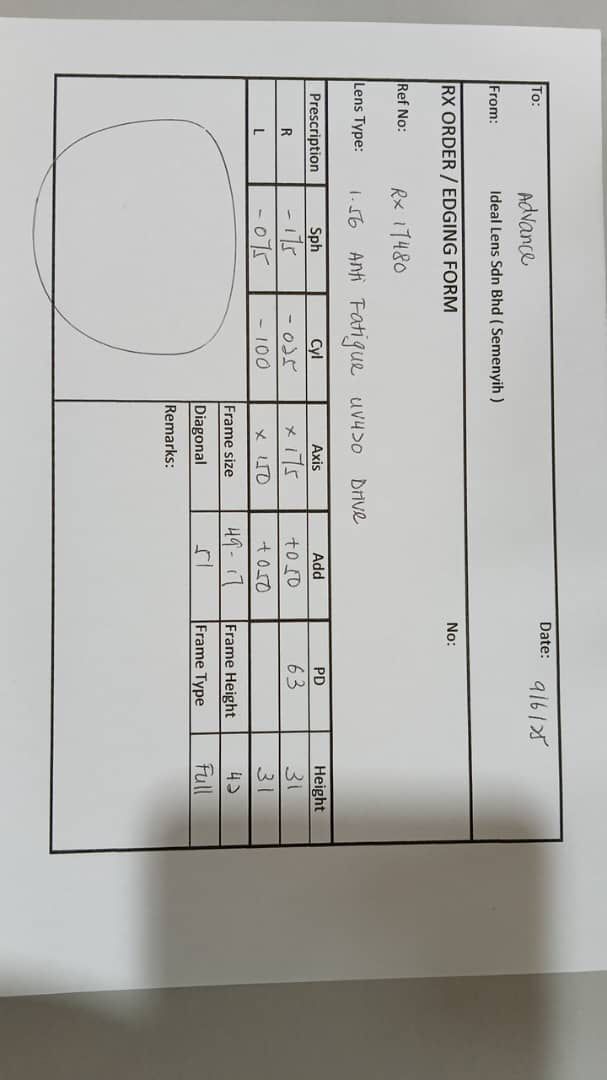 To: Advance Date: 9/6/25
From: Ideal Lens Sdn Bhd ( Semenyih )
RX ORDER / EDGING FORM No:
Ref No: Rx 17480
Lens Type: 1.56 Anti Fatigue UV420 Drive
Prescription Sph Cyl Axis Add PD Height
R - 175 - 025 x 175 +050 63 31
L - 075 - 100 x 150 +050 31
Frame size 49-17 Frame Height 42
Diagonal 51 Frame Type Full
Remarks: